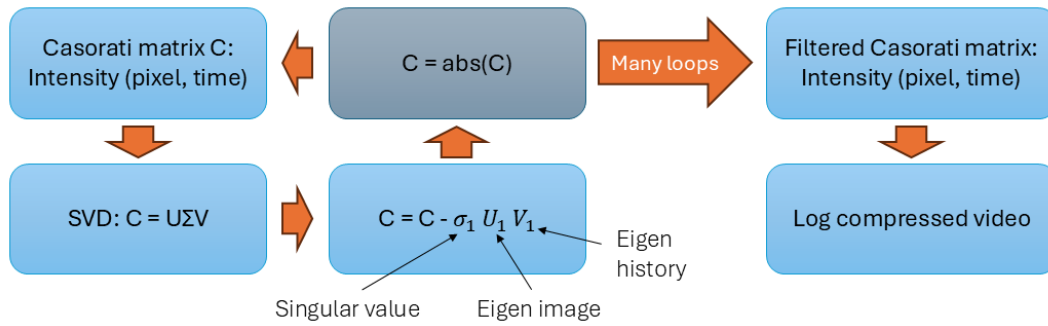 Casorati matrix C:
Intensity (pixel, time)
C = abs(C)
Many loops
Filtered Casorati matrix:
Intensity (pixel, time)
SVD: C = UΣV
C = C - 𝜎₁ 𝑈₁ 𝑉₁
Log compressed video
Eigen
history
Singular value
Eigen image